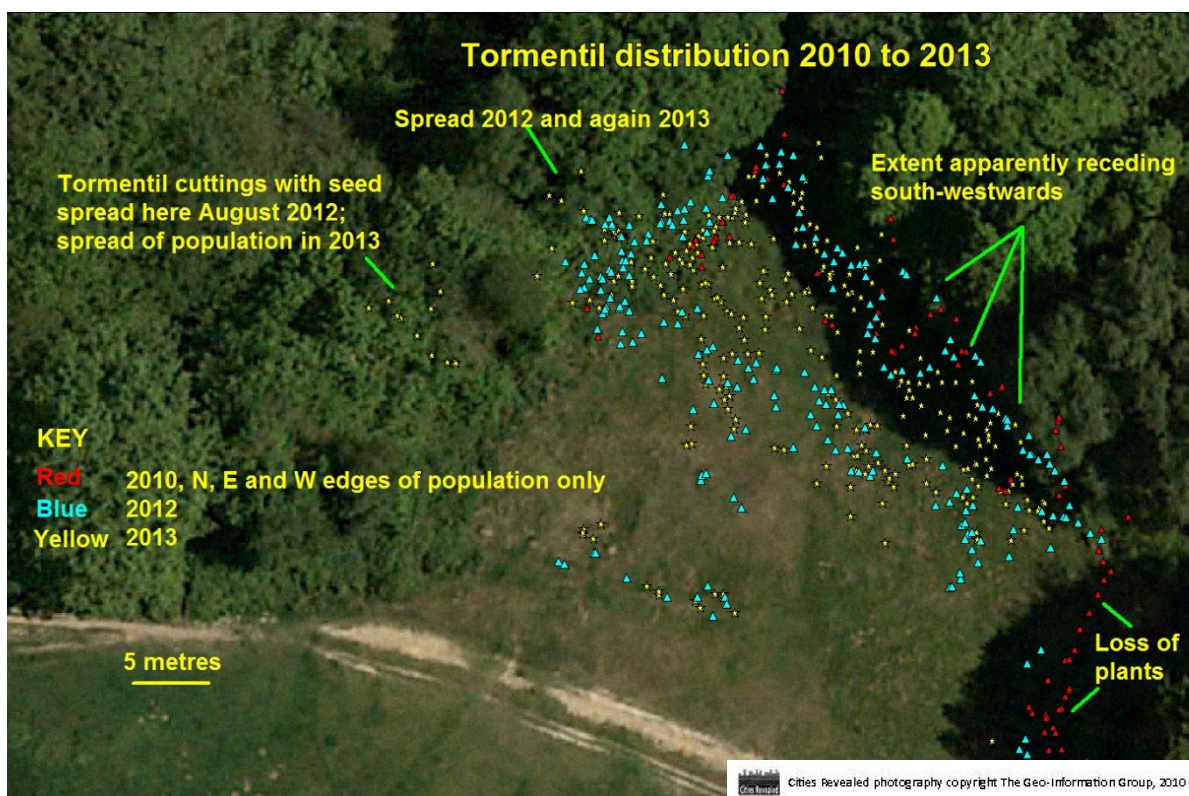 Tormentil distribution 2010 to 2013
Spread 2012 and again 2013
Extent apparently receding
south-westwards
Tormentil cuttings with seed
spread here August 2012;
spread of population in 2013
KEY
Red 2010, N, E and W edges of population only
Blue 2012
Yellow 2013
5 metres
Loss of
plants
Cities Revealed
Cities Revealed photography copyright The Geo-Information Group, 2010